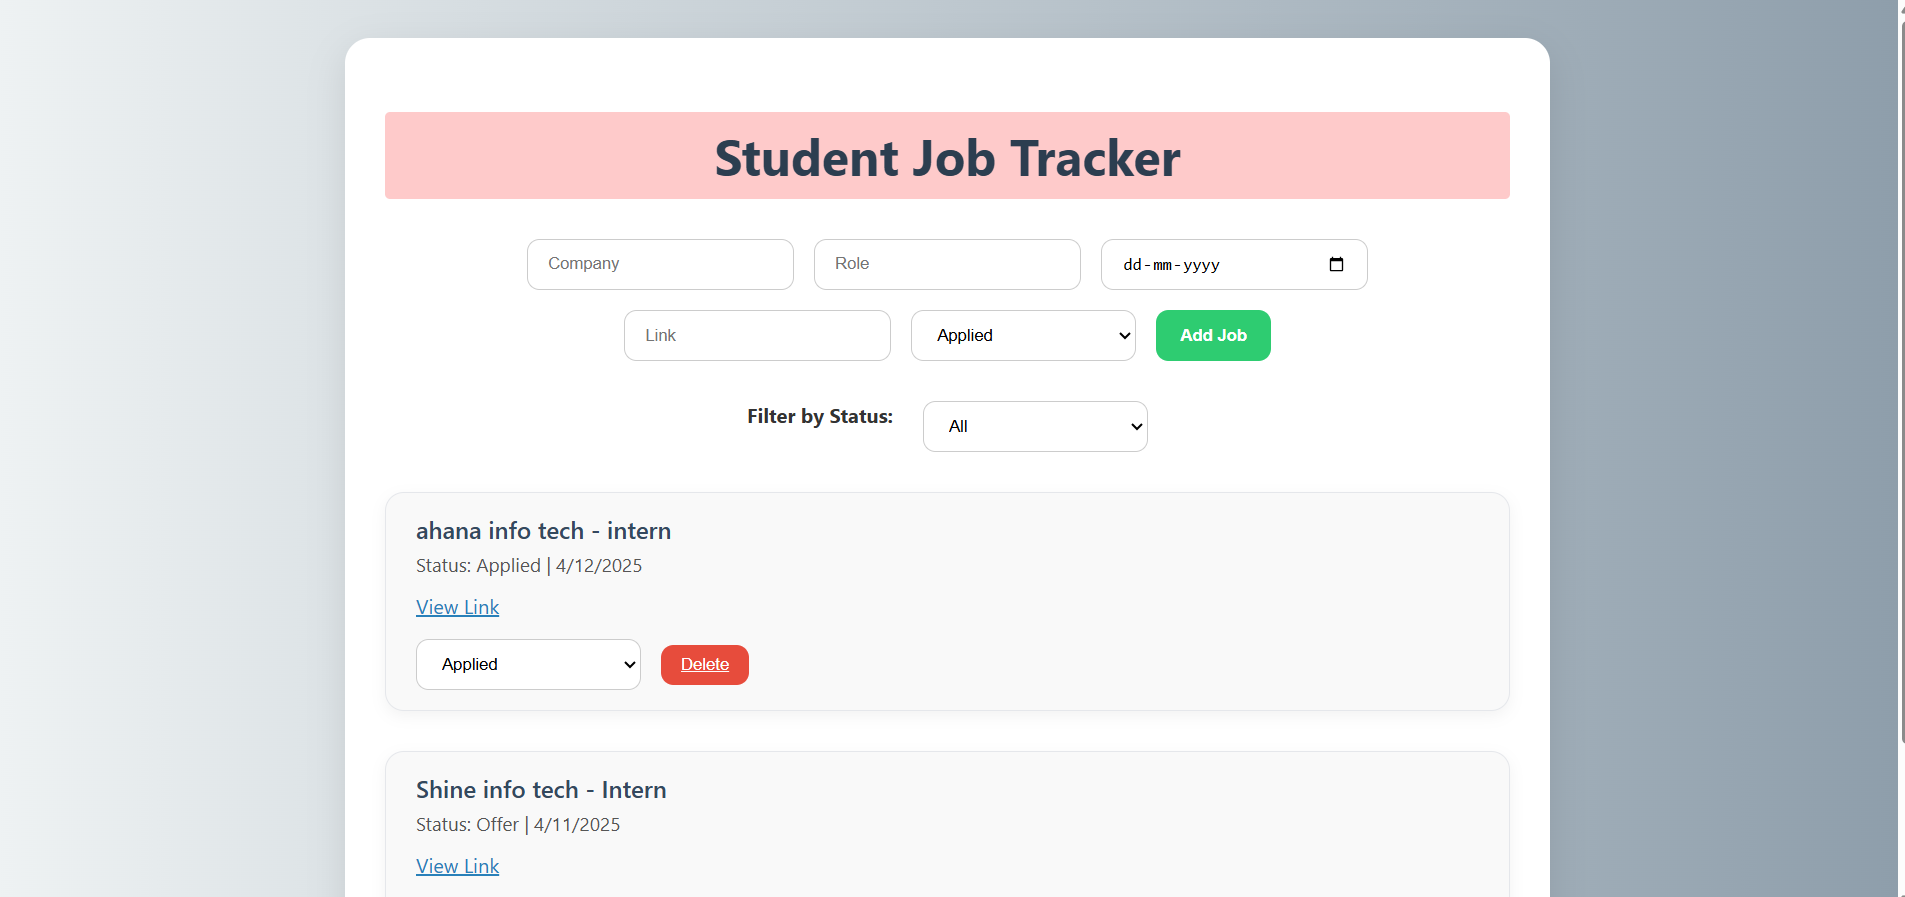 Student Job Tracker
Company Role dd-mm-yyyy
Link Applied Add Job
Filter by Status: All
ahana info tech - intern
Status: Applied | 4/12/2025
View Link
Applied Delete
Shine info tech - Intern
Status: Offer | 4/11/2025
View Link